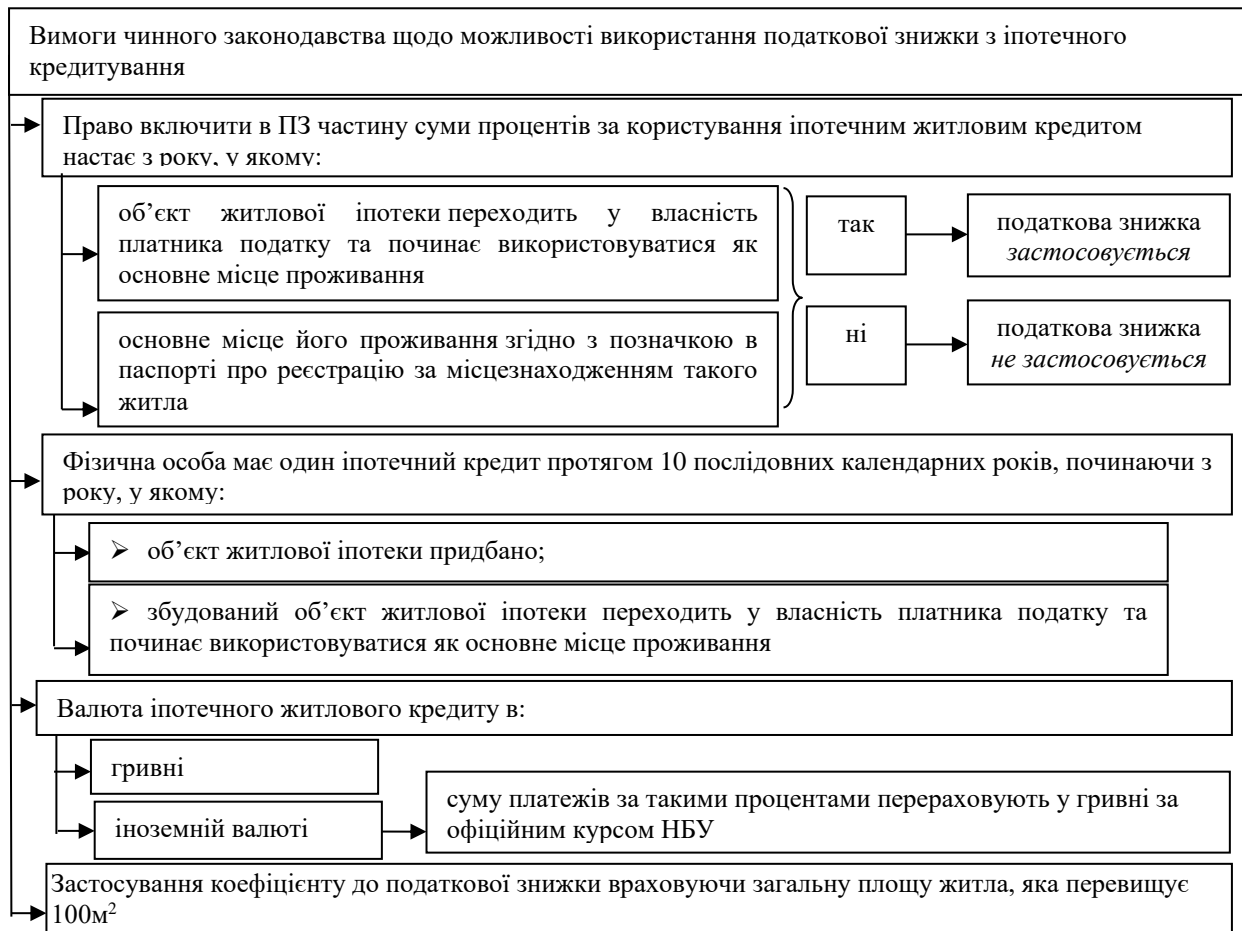 Вимоги чинного законодавства щодо можливості використання податкової знижки з іпотечного
кредитування
Право включити в ПЗ частину суми процентів за користування іпотечним житловим кредитом
настає з року, у якому:
об’єкт житлової іпотеки переходить у власність
платника податку та починає використовуватися як
основне місце проживання
так
податкова знижка
застосовується
основне місце його проживання згідно з позначкою в
паспорті про реєстрацію за місцезнаходженням такого
житла
ні
податкова знижка
не застосовується
Фізична особа має один іпотечний кредит протягом 10 послідовних календарних років, починаючи з
року, у якому:
➢ об’єкт житлової іпотеки придбано;
➢ збудований об’єкт житлової іпотеки переходить у власність платника податку та
починає використовуватися як основне місце проживання
Валюта іпотечного житлового кредиту в:
гривні
іноземній валюті
суму платежів за такими процентами перераховують у гривні за
офіційним курсом НБУ
Застосування коефіцієнту до податкової знижки враховуючи загальну площу житла, яка перевищує
100м²